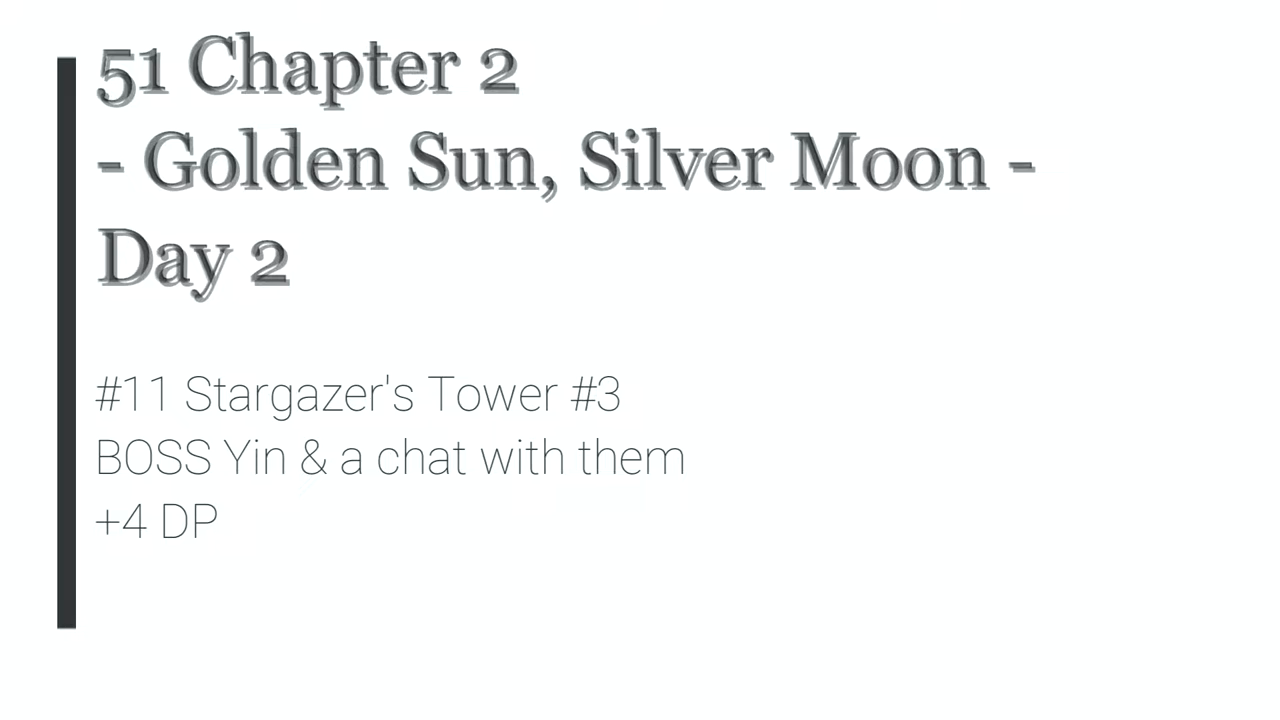 51 Chapter 2
- Golden Sun, Silver Moon -
Day 2
#11 Stargazer's Tower #3
BOSS Yin & a chat with them
+4 DP